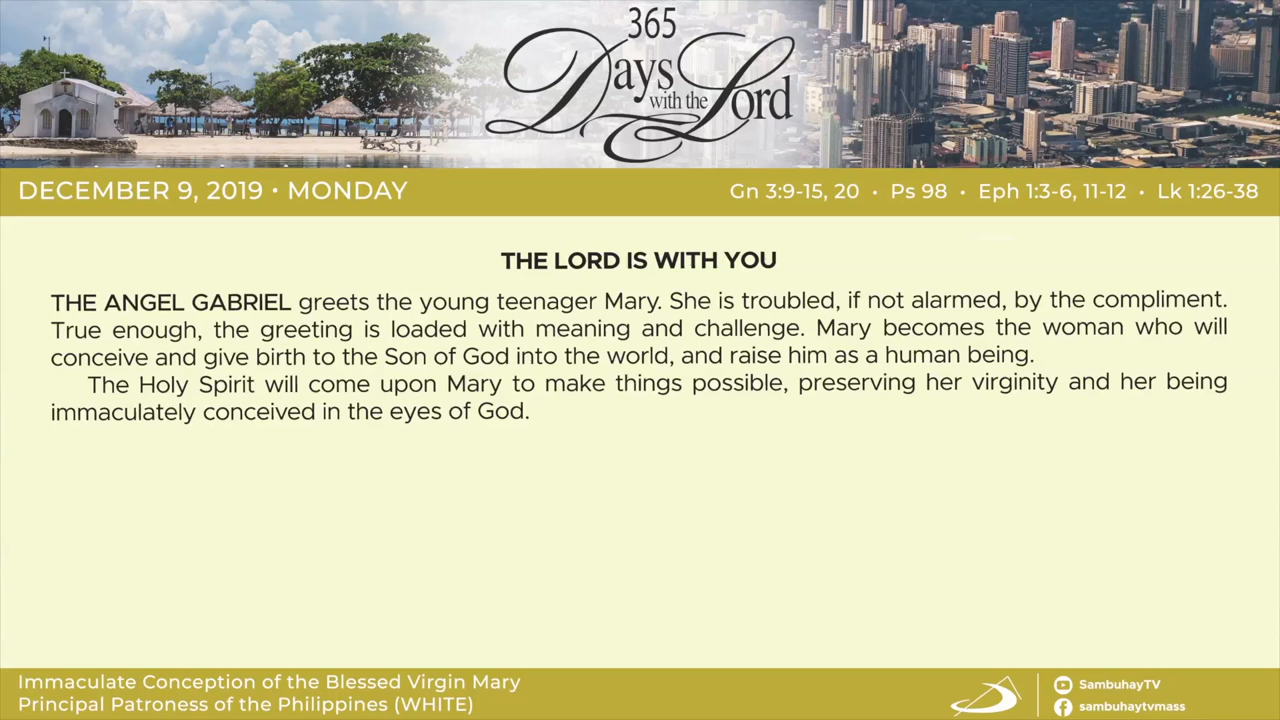 365
Days with the Lord
DECEMBER 9, 2019 • MONDAY
Gn 3:9-15, 20 • Ps 98 • Eph 1:3-6, 11-12 • Lk 1:26-38
THE LORD IS WITH YOU
THE ANGEL GABRIEL greets the young teenager Mary. She is troubled, if not alarmed, by the compliment.
True enough, the greeting is loaded with meaning and challenge. Mary becomes the woman who will
conceive and give birth to the Son of God into the world, and raise him as a human being.
The Holy Spirit will come upon Mary to make things possible, preserving her virginity and her being
immaculately conceived in the eyes of God.
Immaculate Conception of the Blessed Virgin Mary
Principal Patroness of the Philippines (WHITE)
SambuhayTV
sambuhaytvmass